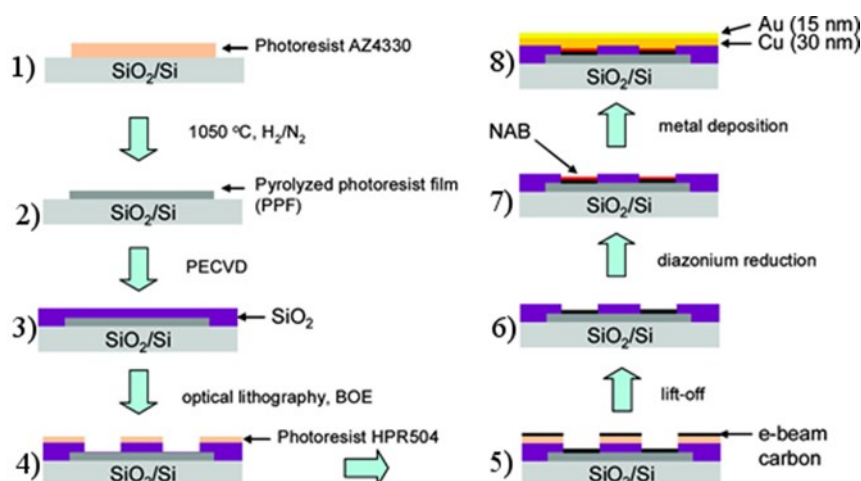 1)
Photoresist AZ4330
SiO₂/Si
1050 ºC, H₂/N₂
2)
Pyrolyzed photoresist film
(PPF)
SiO₂/Si
PECVD
3)
SiO₂
SiO₂/Si
optical lithography, BOE
4)
Photoresist HPR504
SiO₂/Si
5)
e-beam
carbon
SiO₂/Si
lift-off
6)
SiO₂/Si
diazonium reduction
7)
NAB
SiO₂/Si
metal deposition
8)
Au (15 nm)
Cu (30 nm)
SiO₂/Si